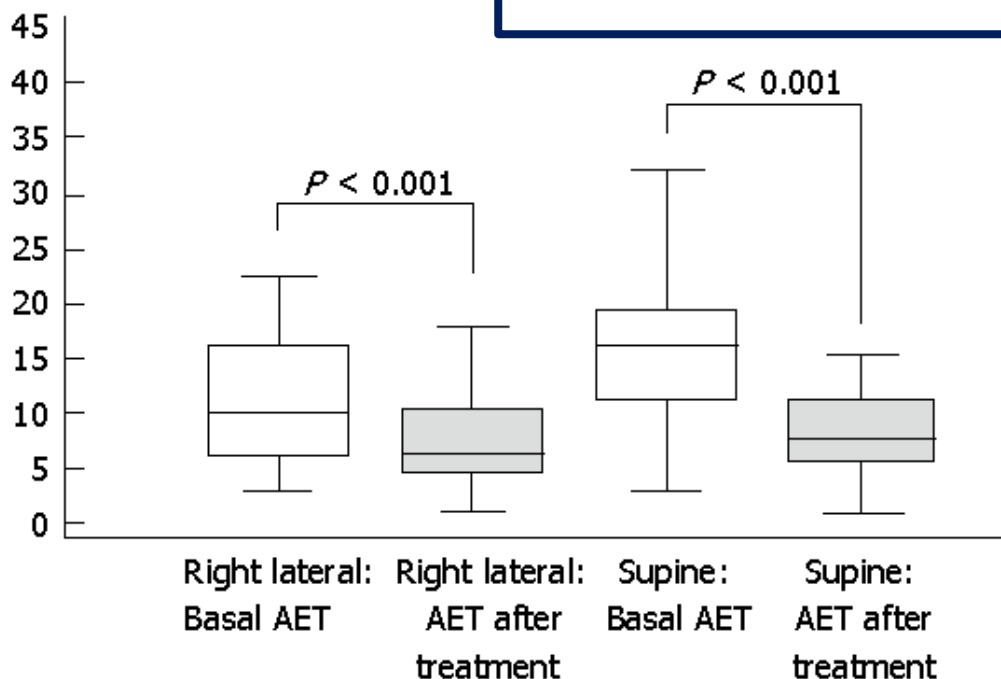 45
40
35
30
25
20
15
10
5
0
P < 0.001
P < 0.001
Right lateral:
Basal AET
Right lateral:
AET after
treatment
Supine:
Basal AET
Supine:
AET after
treatment